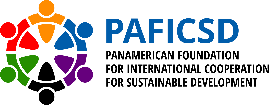 PAFICSD
PANAMERICAN FOUNDATION
FOR INTERNATIONAL COOPERATION
FOR SUSTAINABLE DEVELOPMENT